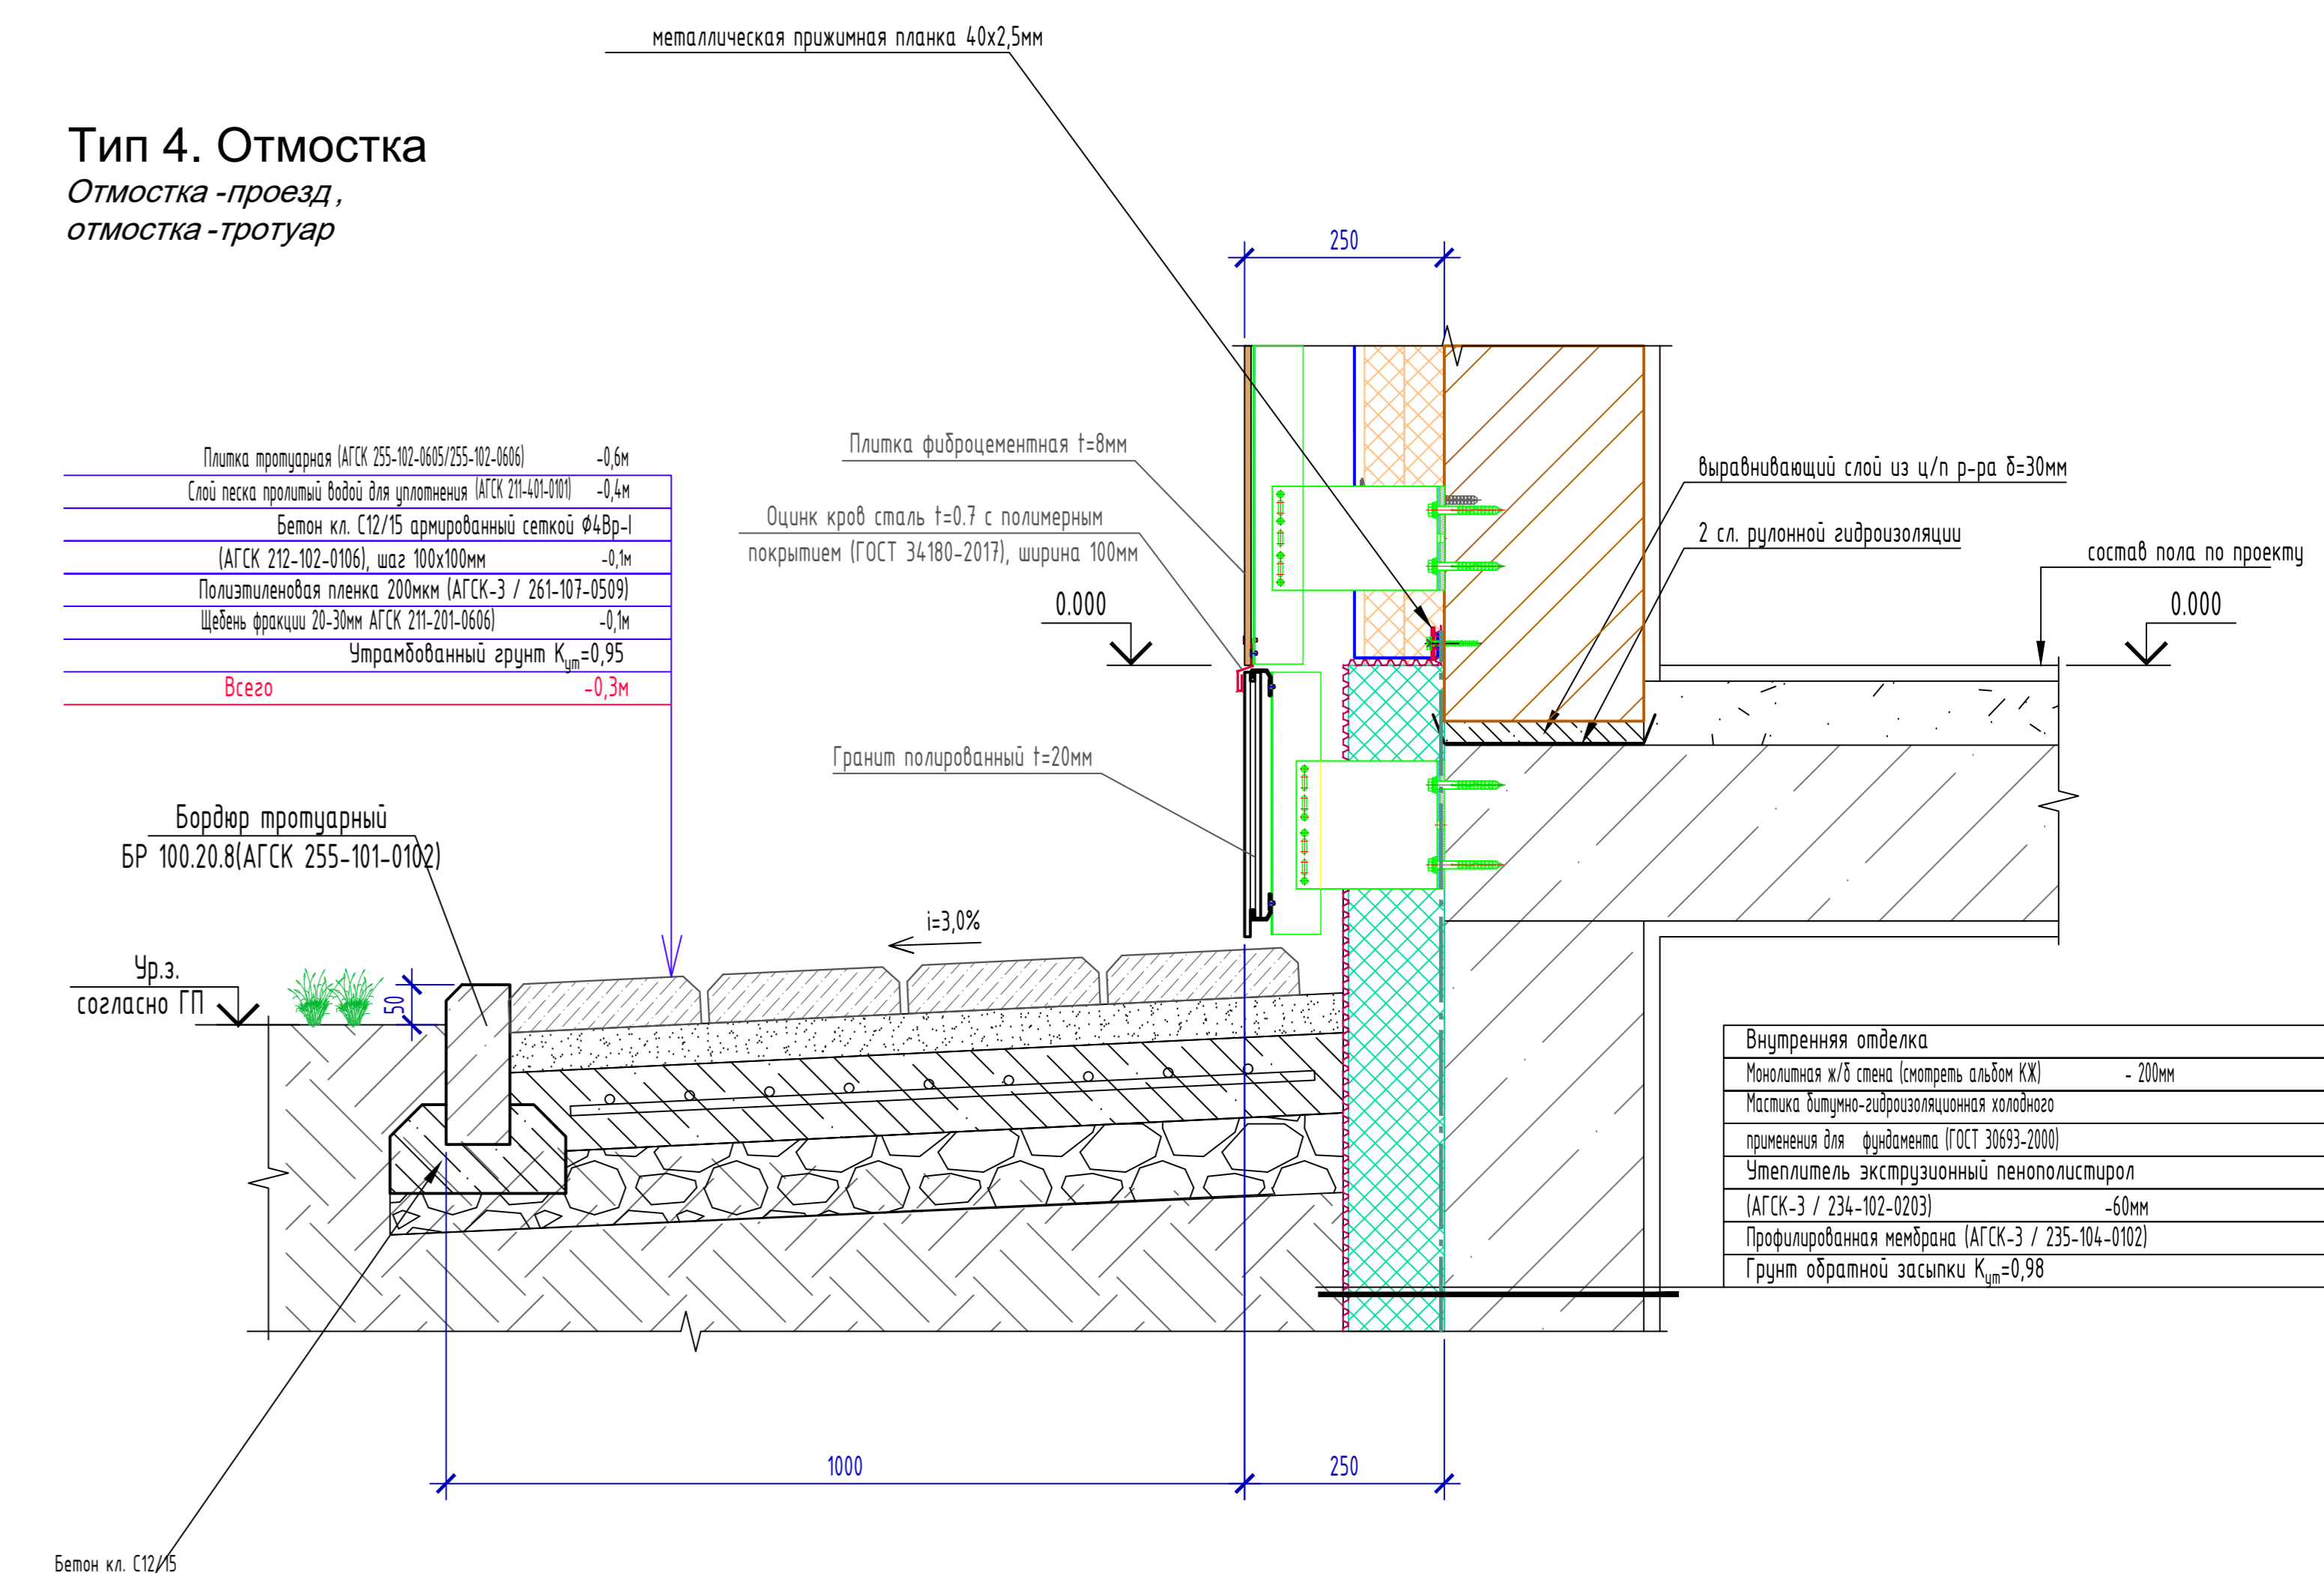 металлическая прижимная планка 40х2,5мм
Тип 4. Отмостка
Отмостка -проезд ,
отмостка -тротуар
250
Плитка тротуарная (АГСК 255-102-0605/255-102-0606) -0,6м
Слой песка пролитый водой для уплотнения (АГСК 211-401-0101) -0,4м
Бетон кл. С12/15 армированный сеткой Ф4Вр-I
(АГСК 212-102-0106), шаг 100х100мм -0,1м
Полиэтиленовая пленка 200мкм (АГСК-3 / 261-107-0509)
Щебень фракции 20-30мм АГСК 211-201-0606) -0,1м
Утрамбованный грунт Кут=0,95
Всего -0,3м
Плитка фиброцементная t=8мм
Оцинк кров сталь t=0.7 с полимерным
покрытием (ГОСТ 34180-2017), ширина 100мм
0.000
Гранит полированный t=20мм
выравнивающий слой из ц/п р-ра δ=30мм
2 сл. рулонной гидроизоляции
состав пола по проекту
0.000
Бордюр тротуарный
БР 100.20.8(АГСК 255-101-0102)
i=3,0%
Ур.з.
согласно ГП
50
Внутренняя отделка
Монолитная ж/б стена (смотреть альбом КЖ) - 200мм
Мастика битумно-гидроизоляционная холодного
применения для фундамента (ГОСТ 30693-2000)
Утеплитель экструзионный пенополистирол
(АГСК-3 / 234-102-0203) -60мм
Профилированная мембрана (АГСК-3 / 235-104-0102)
Грунт обратной засыпки Кут=0,98
1000
250
Бетон кл. С12/15